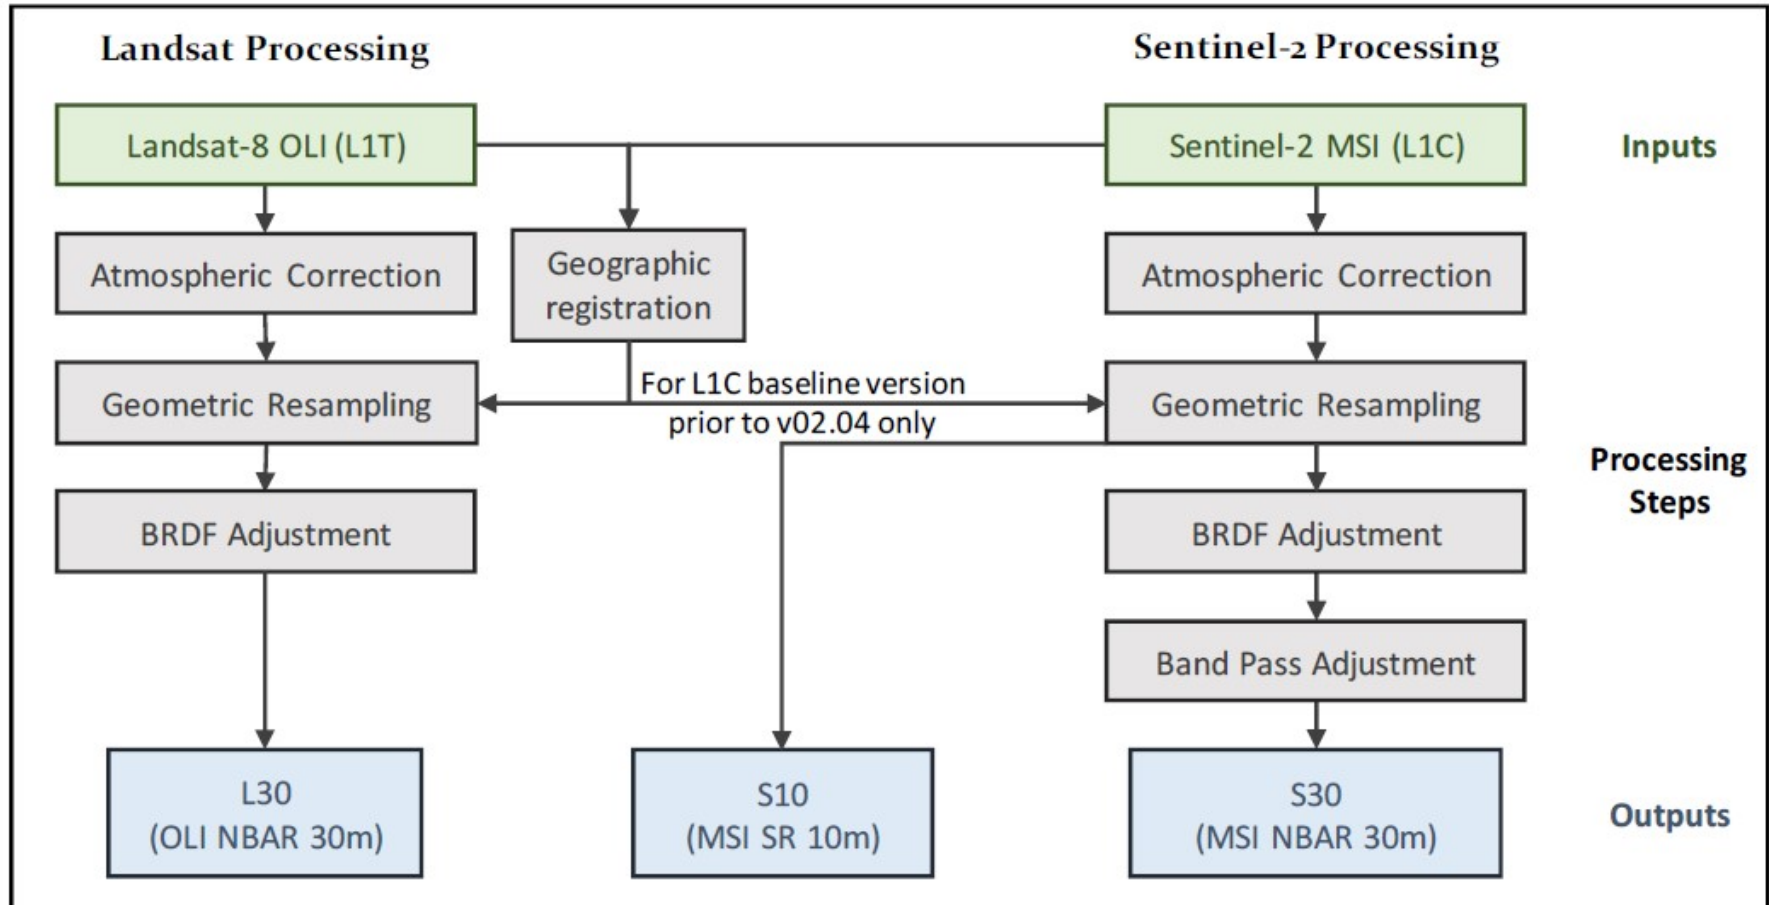 Landsat Processing
Sentinel-2 Processing
Landsat-8 OLI (L1T)
Sentinel-2 MSI (L1C)
Inputs
Atmospheric Correction
Geographic
registration
Atmospheric Correction
Geometric Resampling
For L1C baseline version
prior to v02.04 only
Geometric Resampling
Processing
Steps
BRDF Adjustment
BRDF Adjustment
Band Pass Adjustment
L30
(OLI NBAR 30m)
S10
(MSI SR 10m)
S30
(MSI NBAR 30m)
Outputs